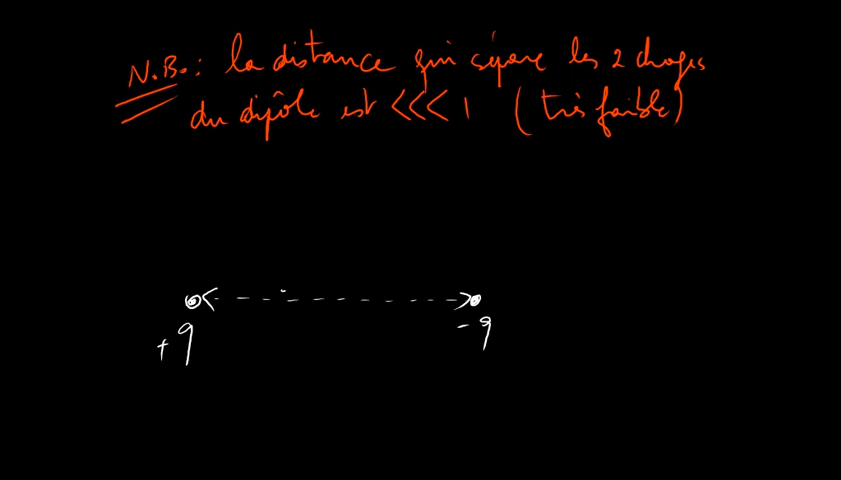 N.B.: la distance qui sépare les 2 charges
du dipôle est <<< 1 (très faible)
+q
-q